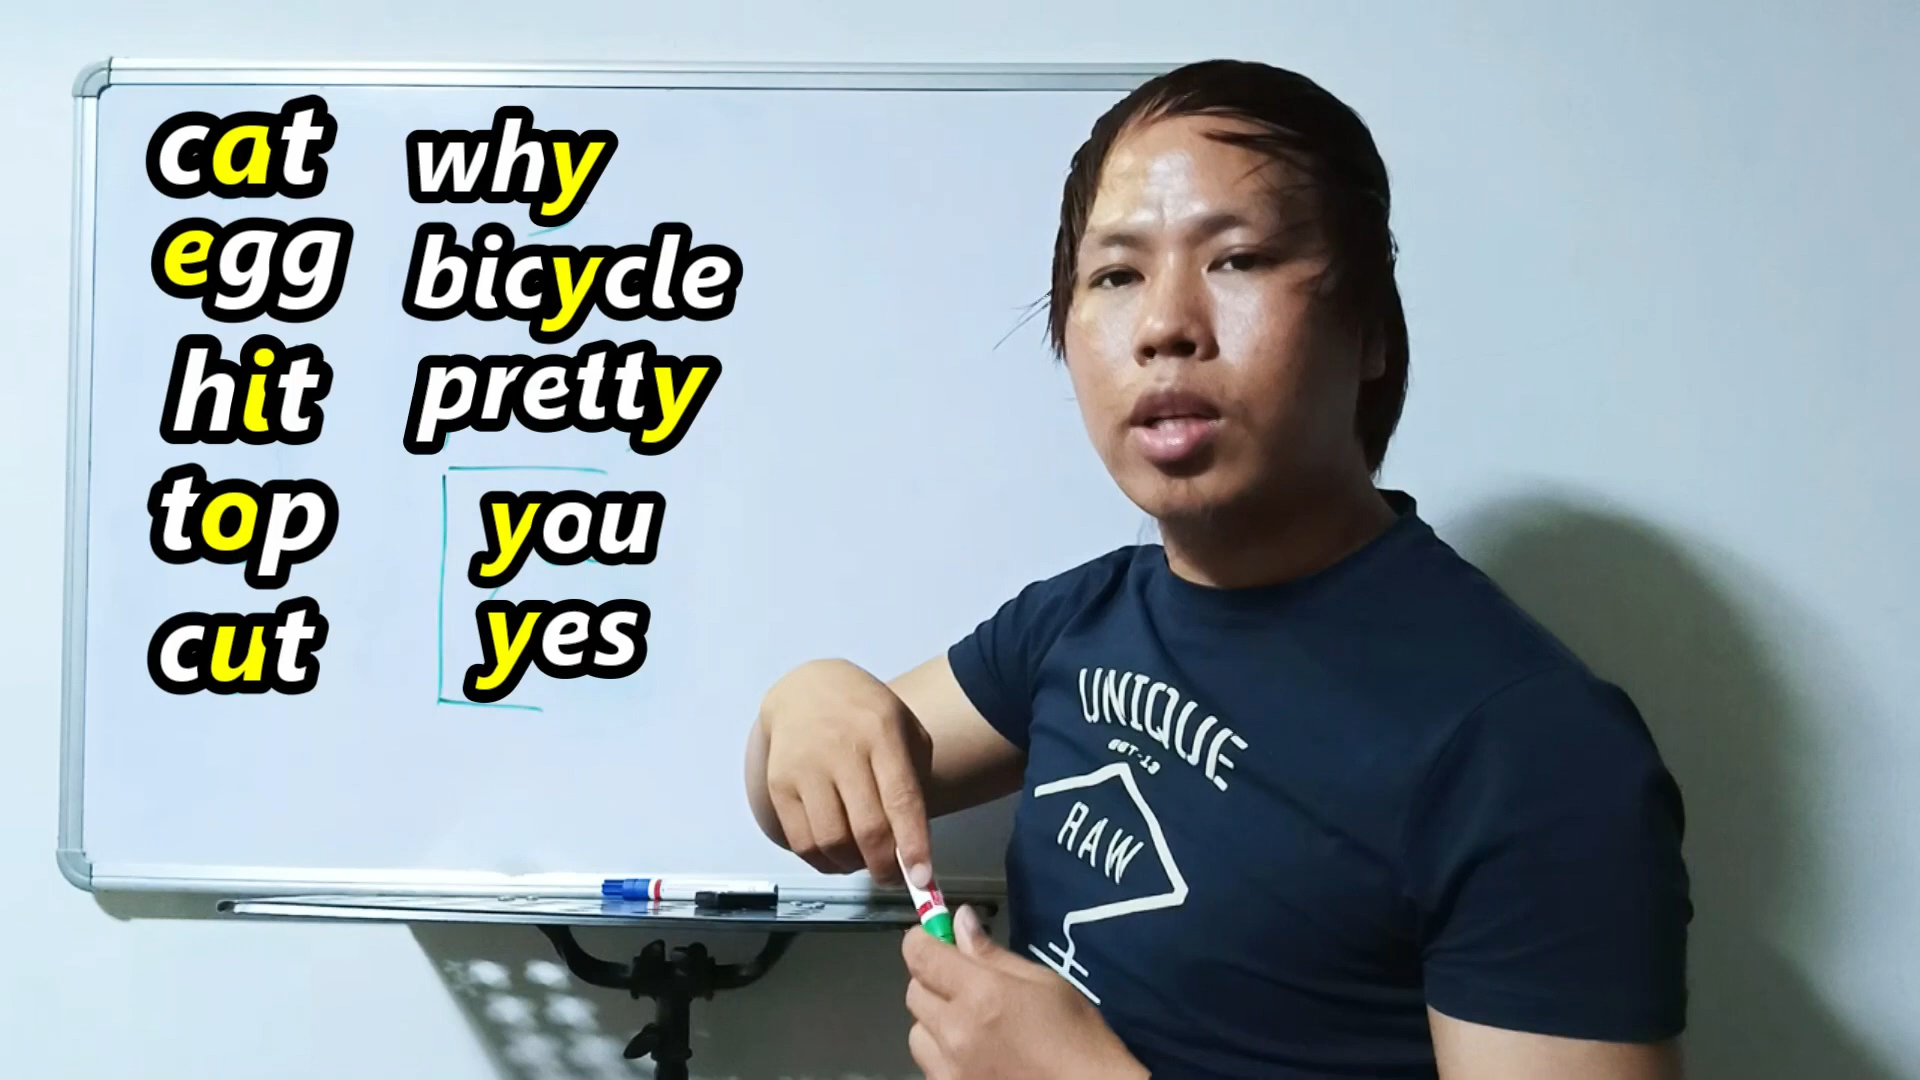 cat
egg
hit
top
cut
why
bicycle
pretty
you
yes
UNIQUE
RAW